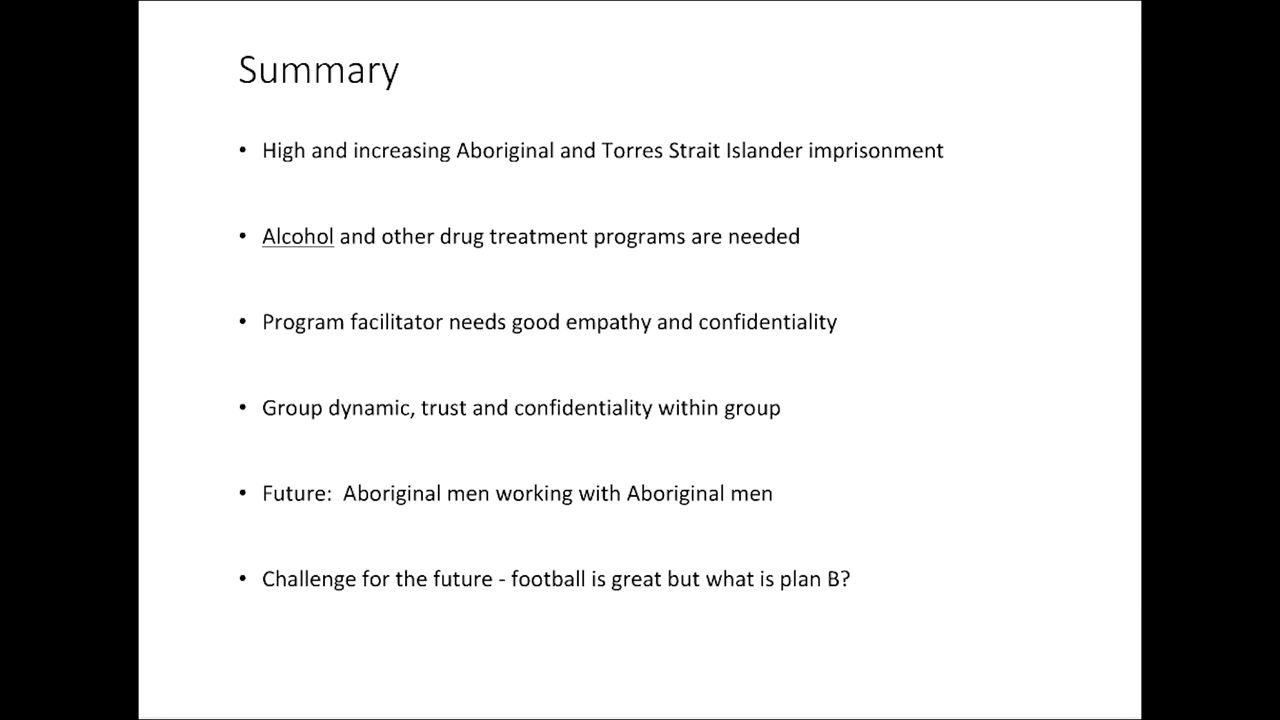 Summary
• High and increasing Aboriginal and Torres Strait Islander imprisonment
• Alcohol and other drug treatment programs are needed
• Program facilitator needs good empathy and confidentiality
• Group dynamic, trust and confidentiality within group
• Future:  Aboriginal men working with Aboriginal men
• Challenge for the future - football is great but what is plan B?